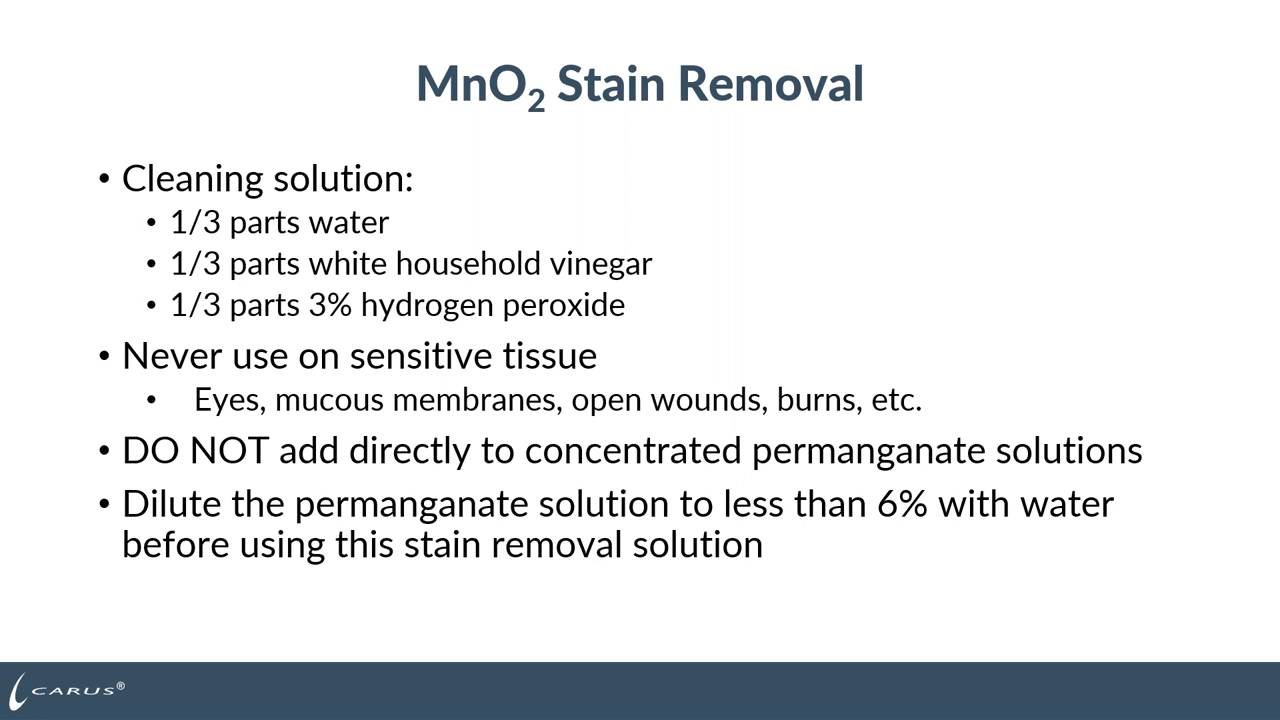 MnO₂ Stain Removal
• Cleaning solution:
• 1/3 parts water
• 1/3 parts white household vinegar
• 1/3 parts 3% hydrogen peroxide
• Never use on sensitive tissue
• Eyes, mucous membranes, open wounds, burns, etc.
• DO NOT add directly to concentrated permanganate solutions
• Dilute the permanganate solution to less than 6% with water
before using this stain removal solution
CARUS®